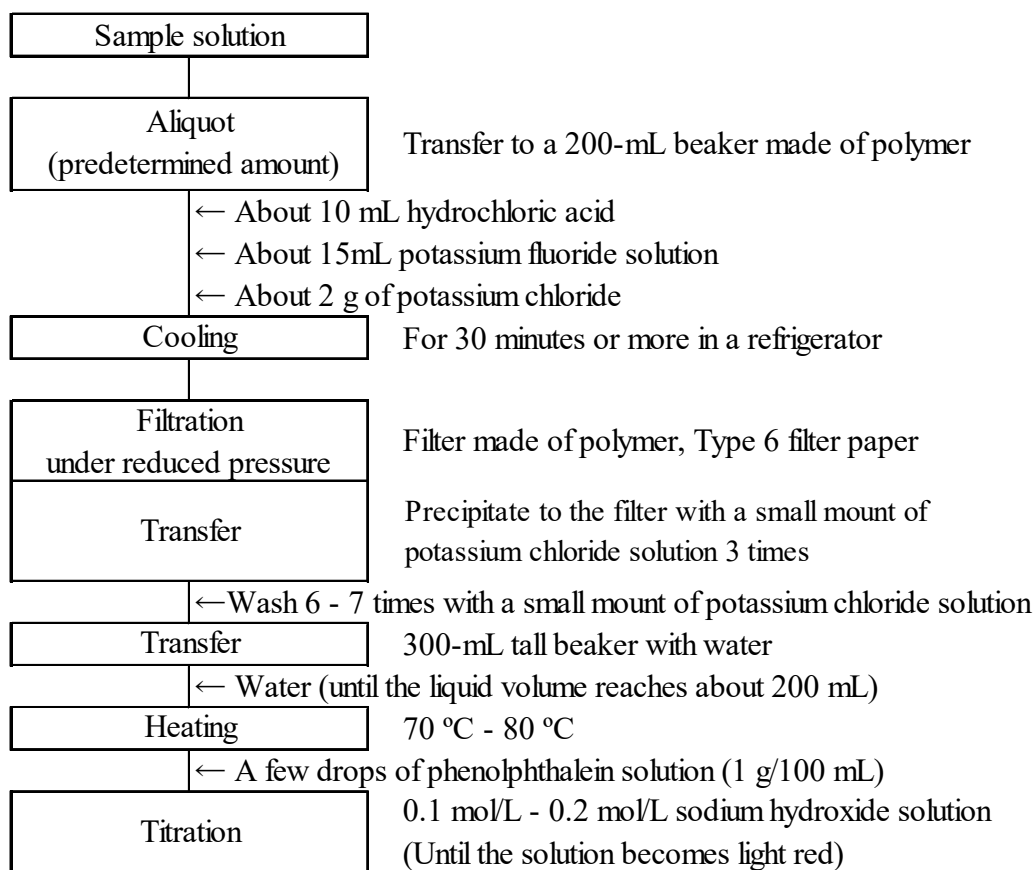 Sample solution
Aliquot
(predetermined amount)
Transfer to a 200-mL beaker made of polymer
← About 10 mL hydrochloric acid
← About 15mL potassium fluoride solution
← About 2 g of potassium chloride
Cooling
For 30 minutes or more in a refrigerator
Filtration
under reduced pressure
Filter made of polymer, Type 6 filter paper
Transfer
Precipitate to the filter with a small mount of
potassium chloride solution 3 times
←Wash 6 - 7 times with a small mount of potassium chloride solution
Transfer
300-mL tall beaker with water
← Water (until the liquid volume reaches about 200 mL)
Heating
70 ºC - 80 ºC
← A few drops of phenolphthalein solution (1 g/100 mL)
Titration
0.1 mol/L - 0.2 mol/L sodium hydroxide solution
(Until the solution becomes light red)